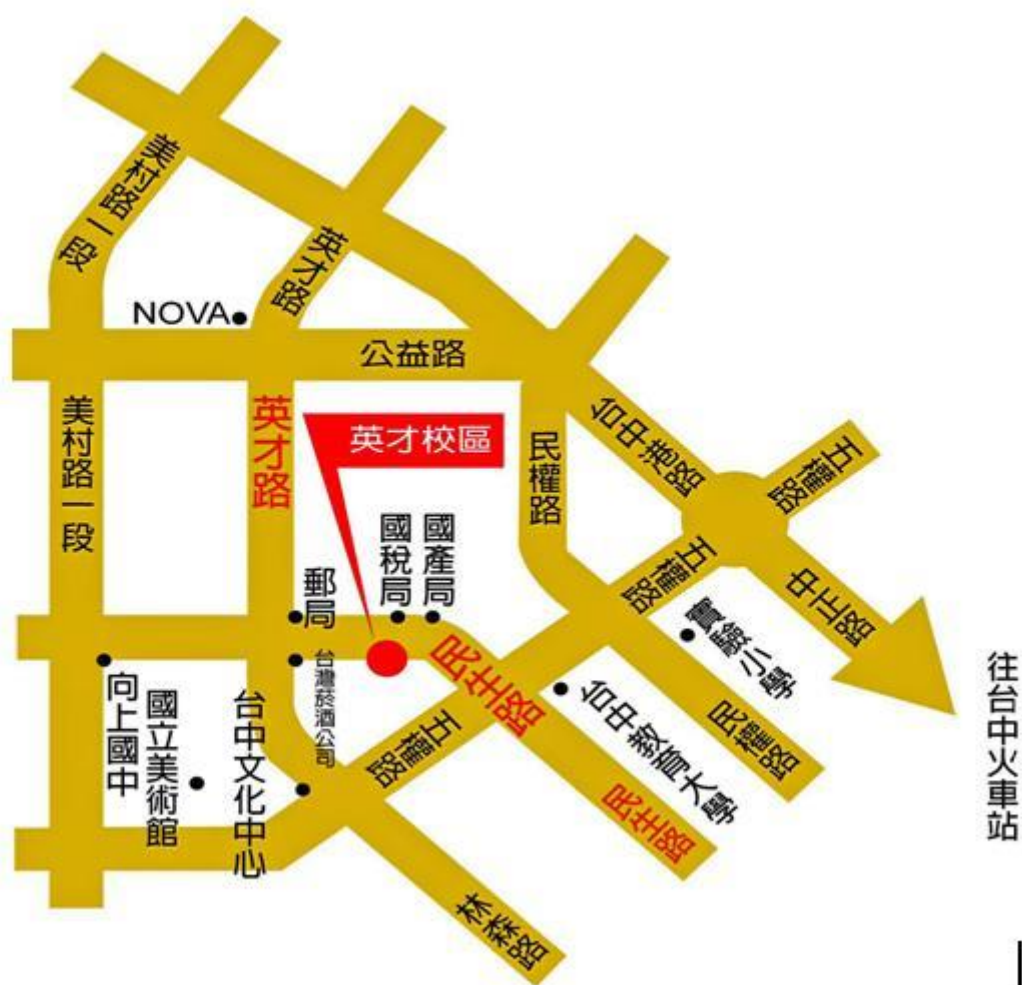 美村路一段
英才路
NOVA
公益路
美村路一段
英才路
英才校區
民權路
台中港路
五權路
國稅局
國產局
郵局
五權路
中正路
實驗小學
民生路
台灣菸酒公司
向上國中
國立美術館
台中文化中心
五權路
台中教育大學
民權路
民生路
林森路
往台中火車站